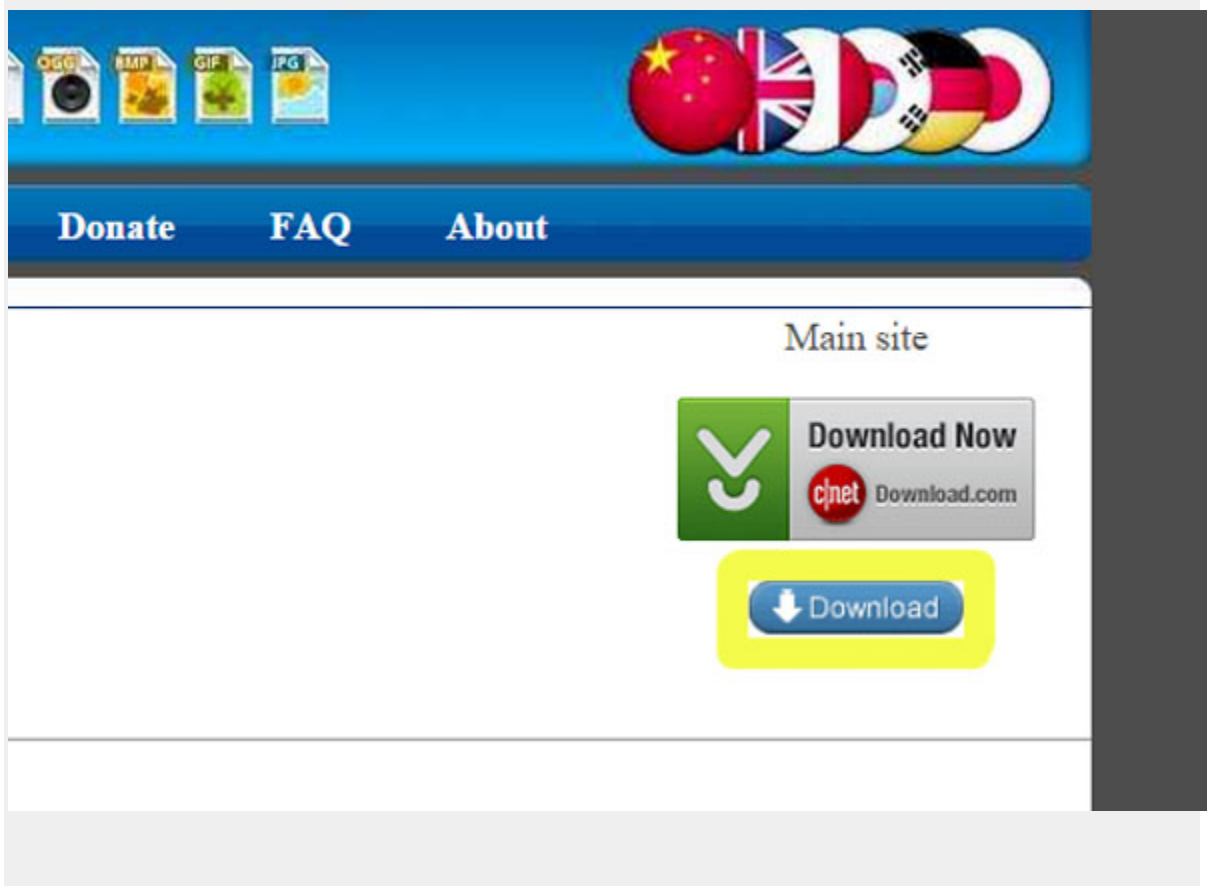 OGG BMP GIF JPG
Donate FAQ About
Main site
Download Now
c|net Download.com
Download